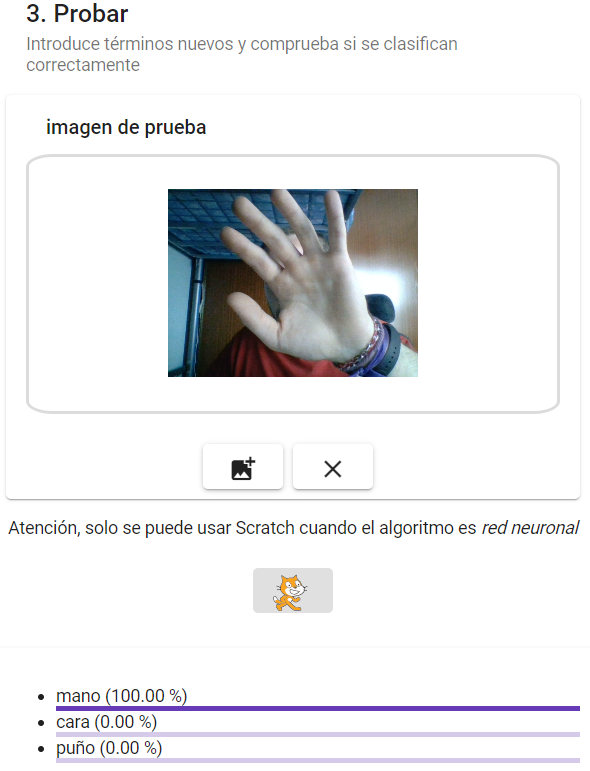 3. Probar
Introduce términos nuevos y comprueba si se clasifican
correctamente
imagen de prueba
Atención, solo se puede usar Scratch cuando el algoritmo es red neuronal
mano (100.00 %)
cara (0.00 %)
puño (0.00 %)